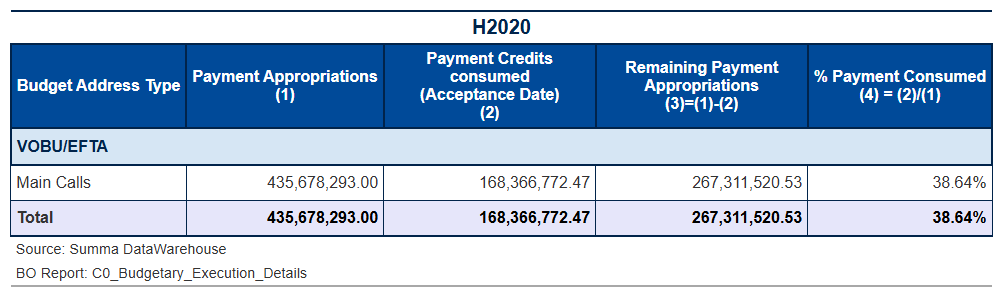 H2020
Budget Address Type
Payment Appropriations
(1)
Payment Credits
consumed
(Acceptance Date)
(2)
Remaining Payment
Appropriations
(3)=(1)-(2)
% Payment Consumed
(4) = (2)/(1)
VOBU/EFTA
Main Calls 435,678,293.00 168,366,772.47 267,311,520.53 38.64%
Total 435,678,293.00 168,366,772.47 267,311,520.53 38.64%
Source: Summa DataWarehouse
BO Report: C0_Budgetary_Execution_Details